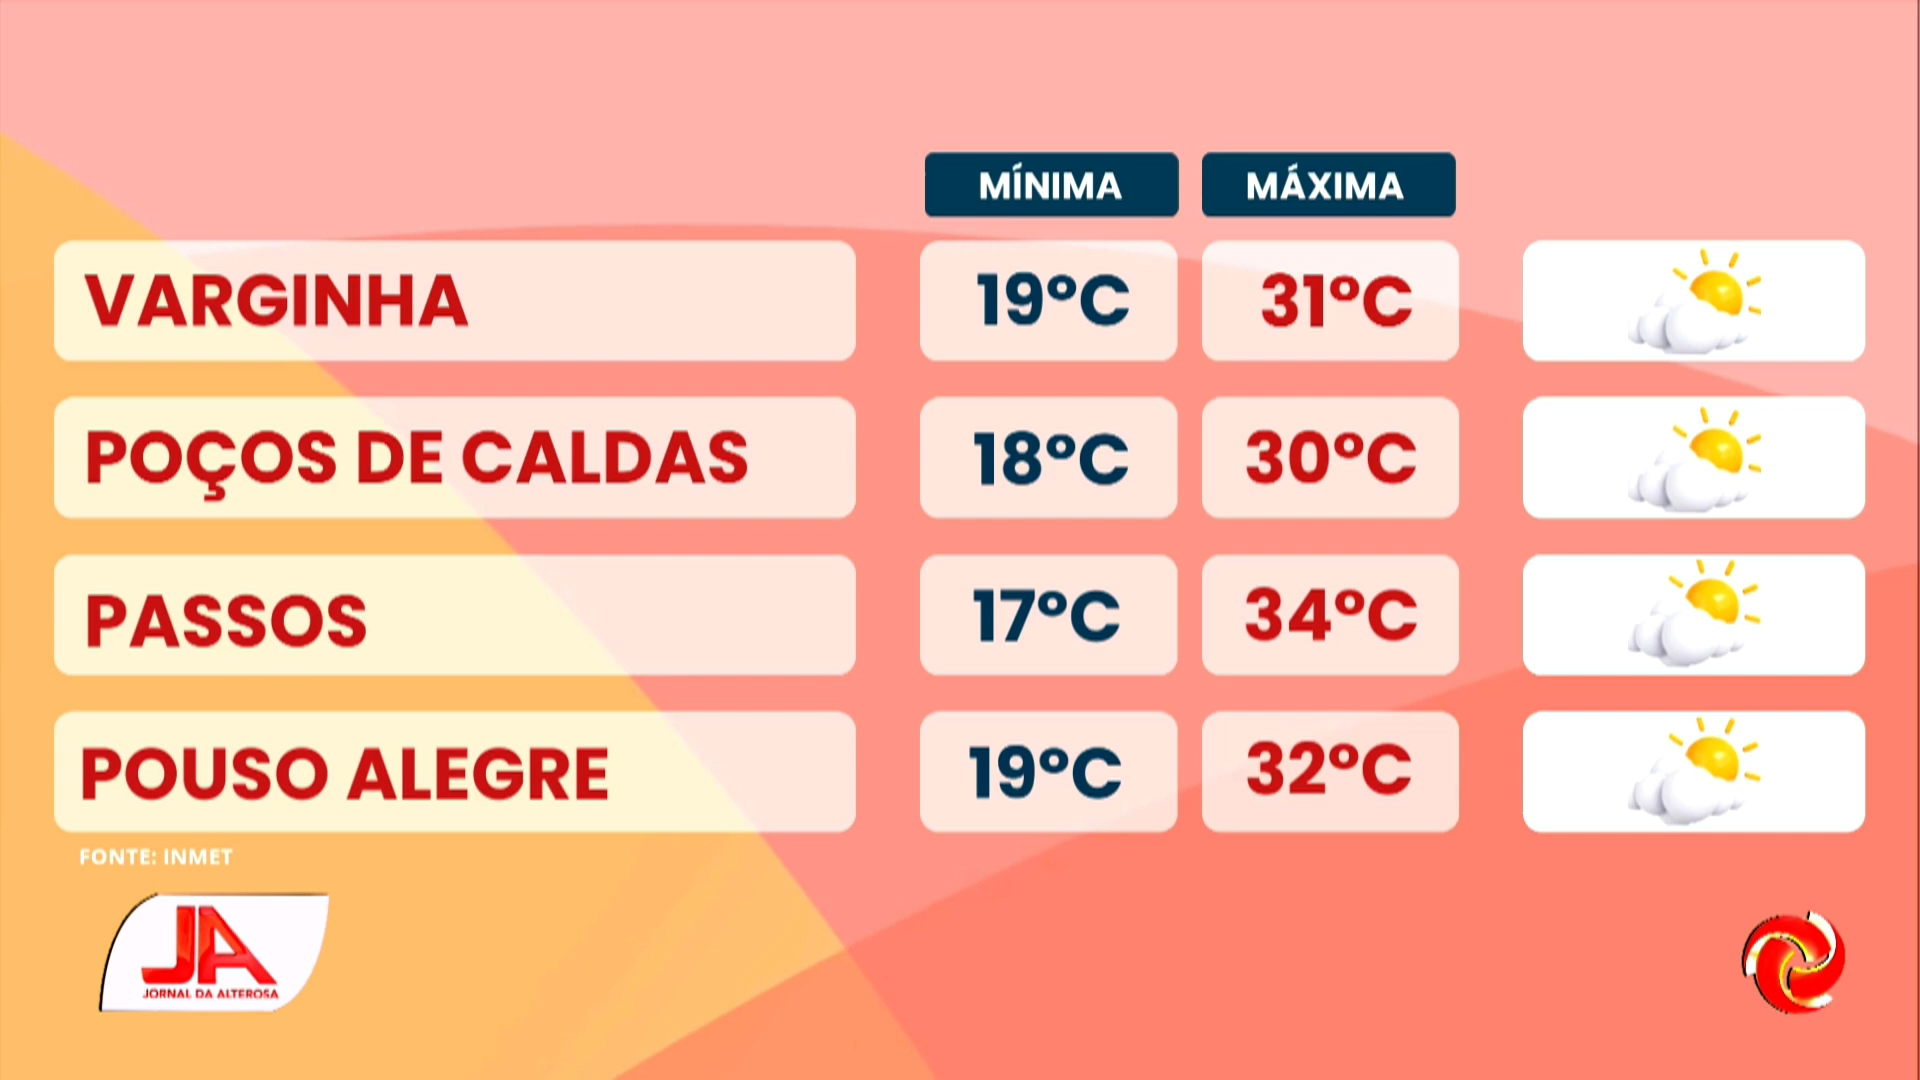 MÍNIMA MÁXIMA
VARGINHA 19°C 31°C
POÇOS DE CALDAS 18°C 30°C
PASSOS 17°C 34°C
POUSO ALEGRE 19°C 32°C
FONTE: INMET
JA
JORNAL DA ALTEROSA